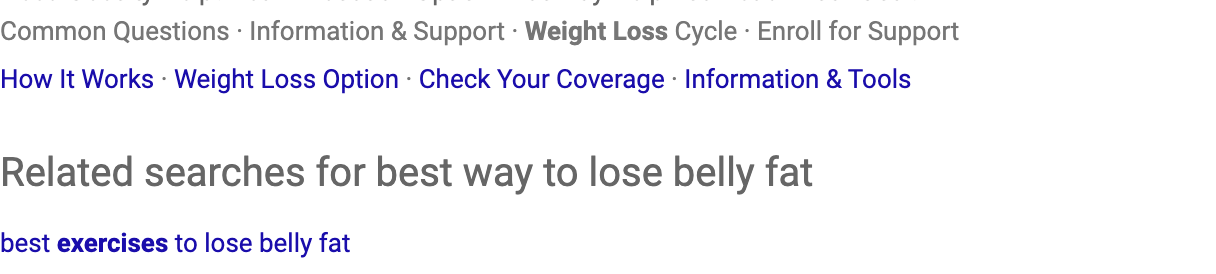 Common Questions · Information & Support · Weight Loss Cycle · Enroll for Support
How It Works · Weight Loss Option · Check Your Coverage · Information & Tools
Related searches for best way to lose belly fat
best exercises to lose belly fat